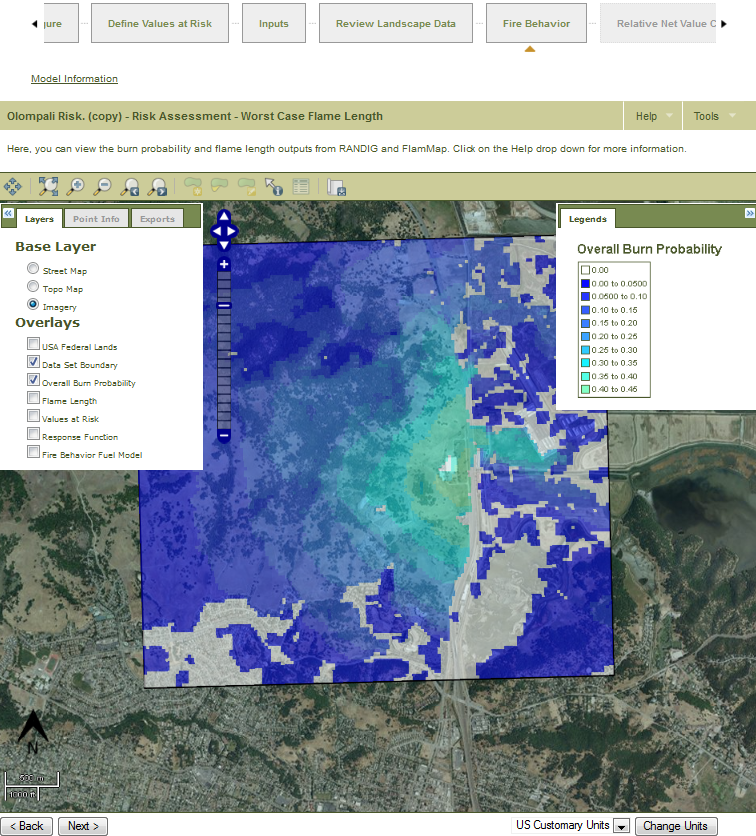 gure
Define Values at Risk
Inputs
Review Landscape Data
Fire Behavior
Relative Net Value C
Model Information
Olompali Risk. (copy) - Risk Assessment - Worst Case Flame Length
Help
Tools
Here, you can view the burn probability and flame length outputs from RANDIG and FlamMap. Click on the Help drop down for more information.
Layers
Point Info
Exports
Base Layer
Street Map
Topo Map
Imagery
Overlays
USA Federal Lands
Data Set Boundary
Overall Burn Probability
Flame Length
Values at Risk
Response Function
Fire Behavior Fuel Model
Legends
Overall Burn Probability
0.00
0.00 to 0.0500
0.0500 to 0.10
0.10 to 0.15
0.15 to 0.20
0.20 to 0.25
0.25 to 0.30
0.30 to 0.35
0.35 to 0.40
0.40 to 0.45
N
500 m
1000 m
< Back
Next >
US Customary Units
Change Units